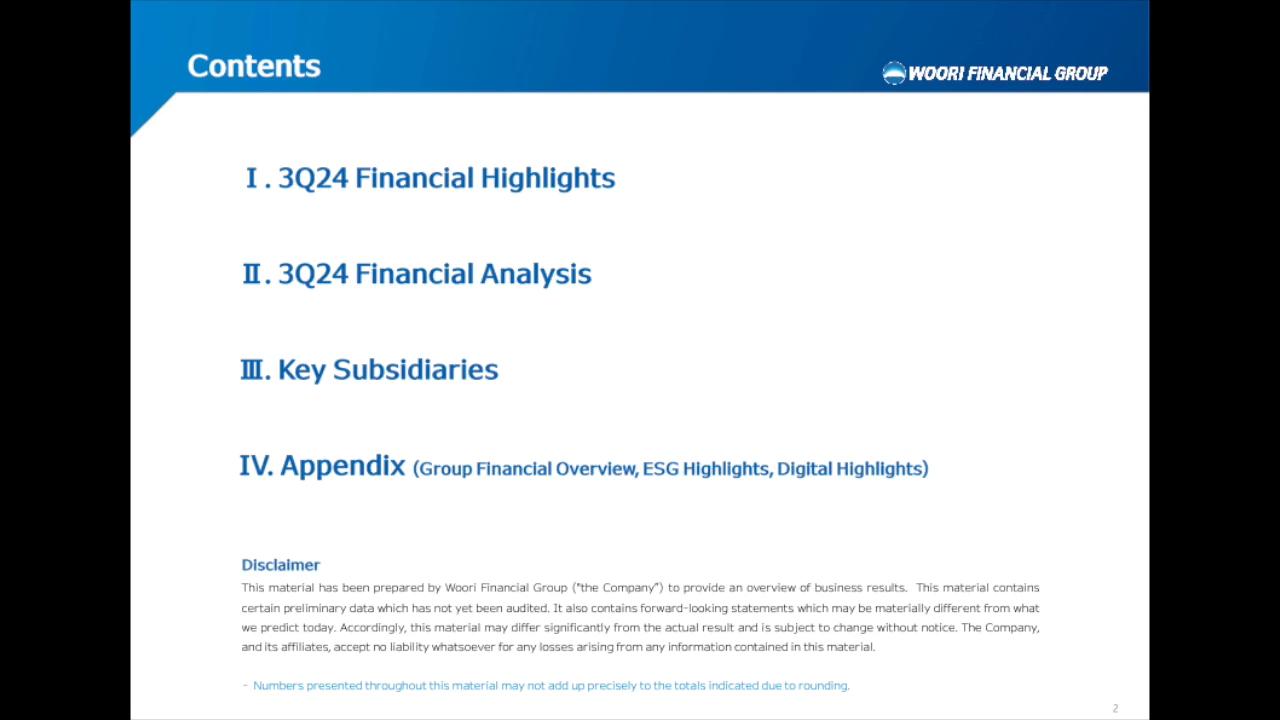 Contents
WOORI FINANCIAL GROUP
Ⅰ. 3Q24 Financial Highlights
Ⅱ. 3Q24 Financial Analysis
Ⅲ. Key Subsidiaries
Ⅳ. Appendix (Group Financial Overview, ESG Highlights, Digital Highlights)
Disclaimer
This material has been prepared by Woori Financial Group ("the Company") to provide an overview of business results. This material contains
certain preliminary data which has not yet been audited. It also contains forward-looking statements which may be materially different from what
we predict today. Accordingly, this material may differ significantly from the actual result and is subject to change without notice. The Company,
and its affiliates, accept no liability whatsoever for any losses arising from any information contained in this material.
- Numbers presented throughout this material may not add up precisely to the totals indicated due to rounding.
2